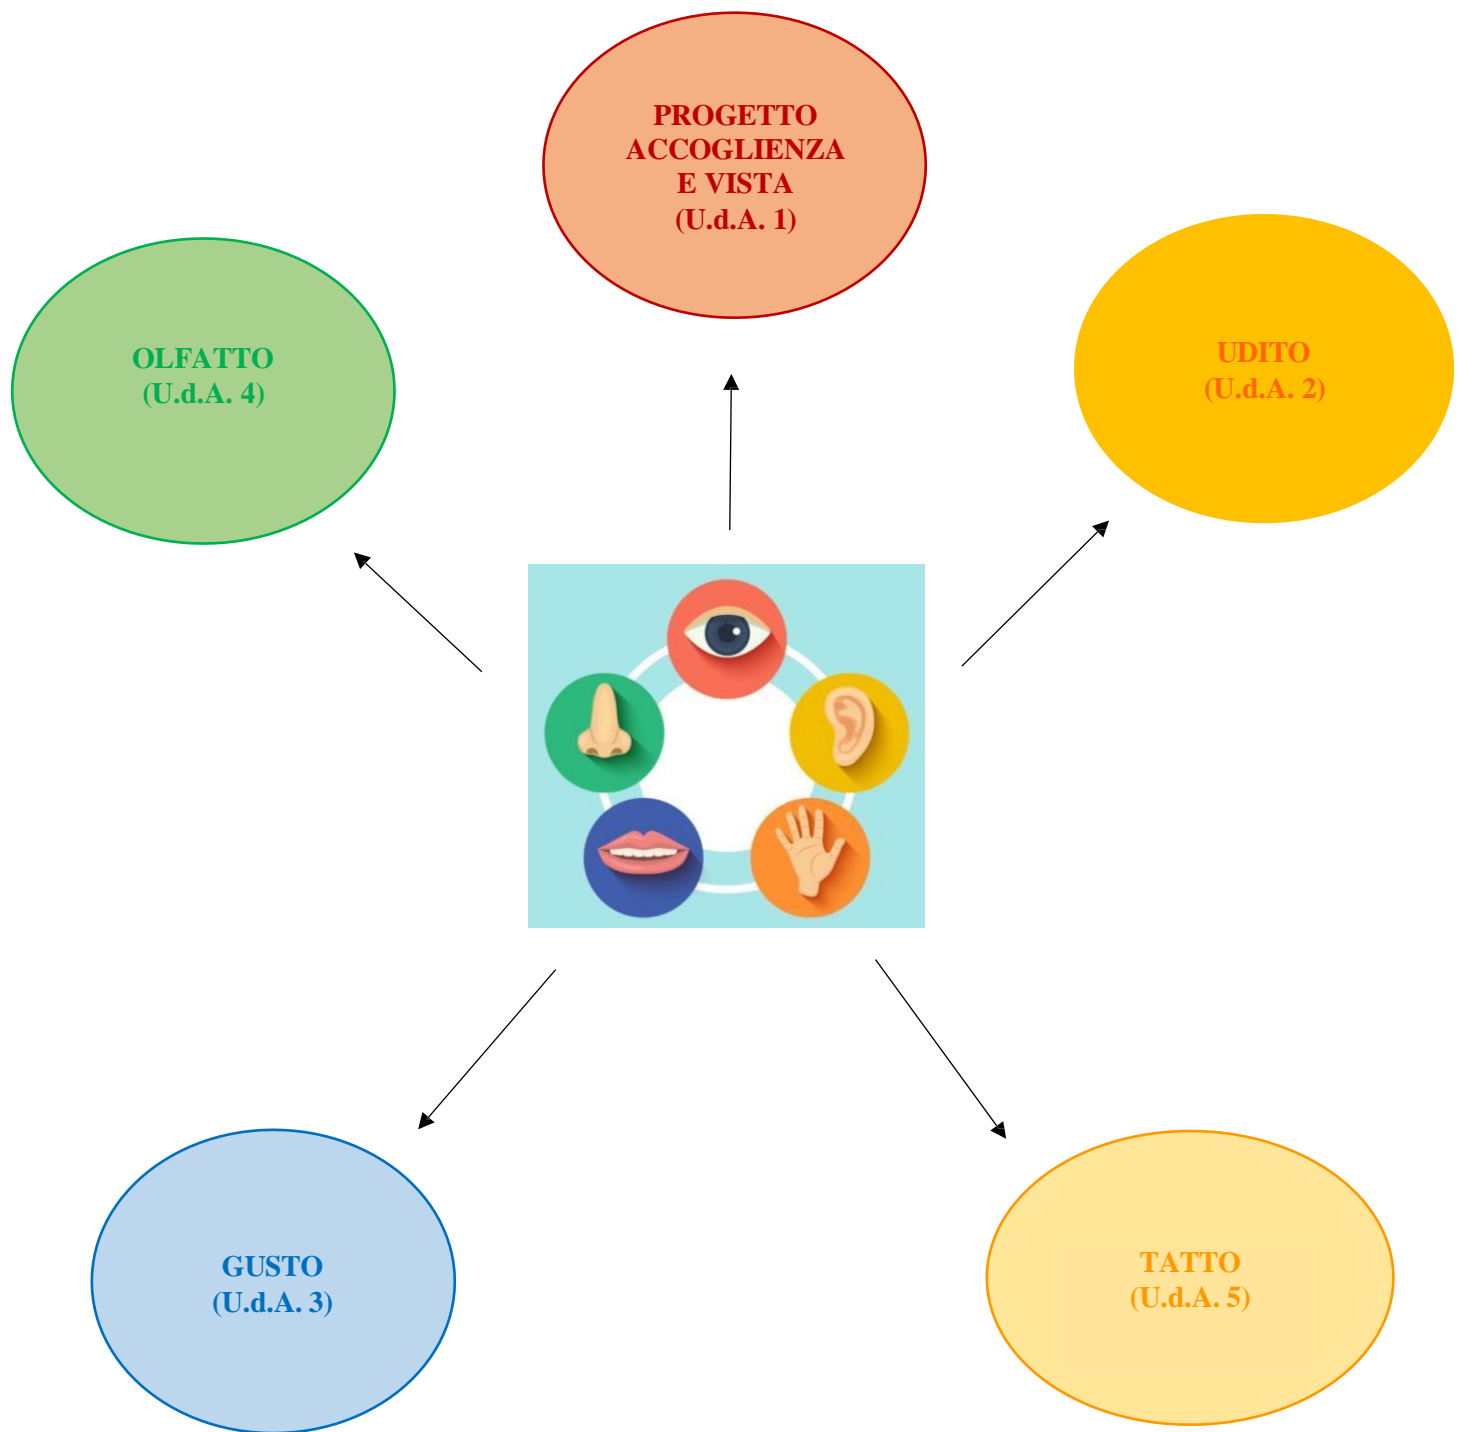 PROGETTO
ACCOGLIENZA
E VISTA
(U.d.A. 1)
OLFATTO
(U.d.A. 4)
UDITO
(U.d.A. 2)
GUSTO
(U.d.A. 3)
TATTO
(U.d.A. 5)